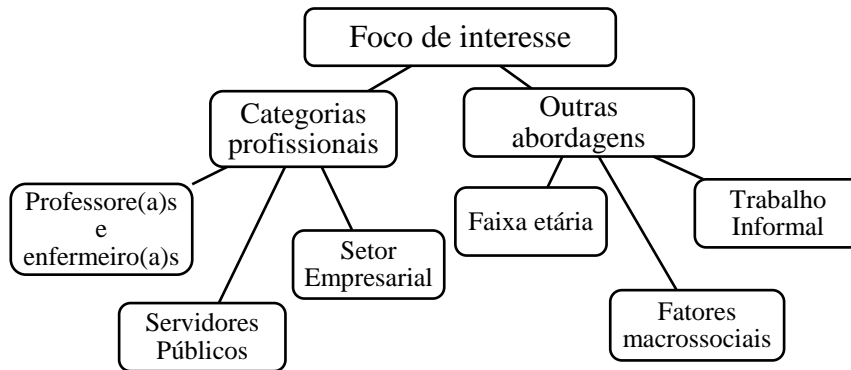 Foco de interesse
Categorias
profissionais
Outras
abordagens
Professore(a)s
e
enfermeiro(a)s
Servidores
Públicos
Setor
Empresarial
Faixa etária
Fatores
macrossociais
Trabalho
Informal